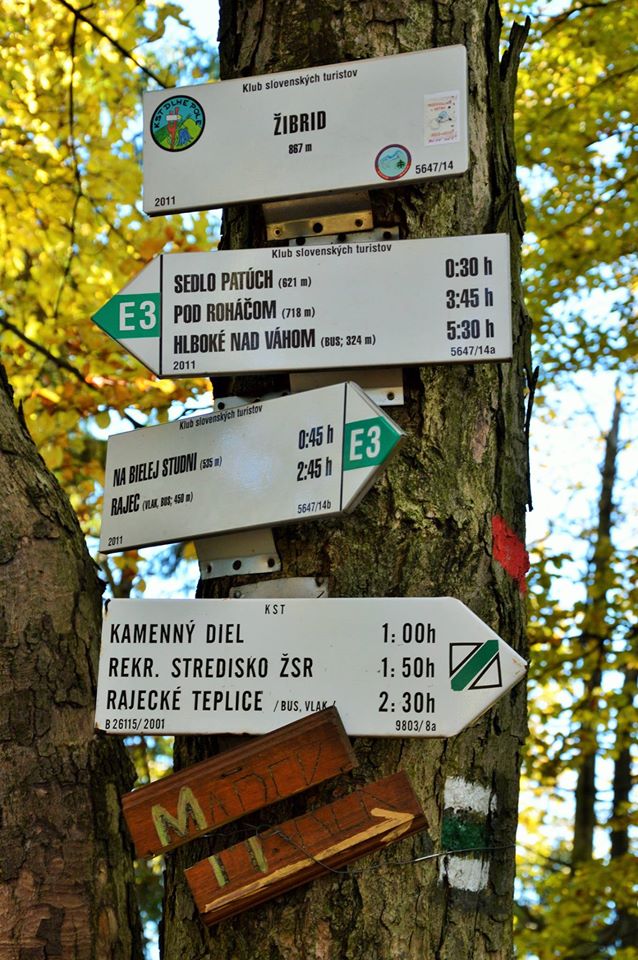 Klub slovenských turistov
KST DLHÉ POLE
ŽIBRID
867 m
2011
5647/14
Klub slovenských turistov
E3
SEDLO PATÚCH (621 m) 0:30 h
POD ROHÁČOM (718 m) 3:45 h
HLBOKÉ NAD VÁHOM (BUS; 324 m) 5:30 h
2011 5647/14a
Klub slovenských turistov
NA BIELEJ STUDNI (535 m) 0:45 h
RAJEC (VLAK, BUS; 450 m) 2:45 h
E3
2011 5647/14b
KST
KAMENNÝ DIEL 1:00h
REKR. STREDISKO ŽSR 1:50h
RAJECKÉ TEPLICE /BUS, VLAK/ 2:30h
B 26115/2001 9803/8a